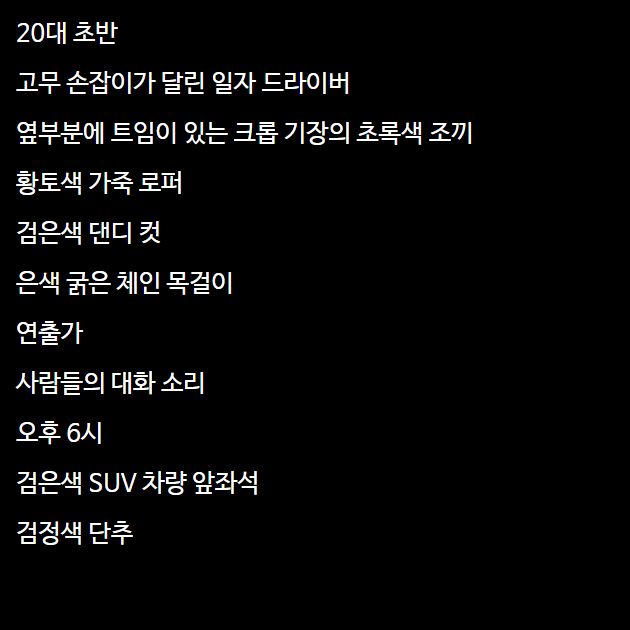 20대 초반
고무 손잡이가 달린 일자 드라이버
옆부분에 트임이 있는 크롭 기장의 초록색 조끼
황토색 가죽 로퍼
검은색 댄디 컷
은색 굵은 체인 목걸이
연출가
사람들의 대화 소리
오후 6시
검은색 SUV 차량 앞좌석
검정색 단추